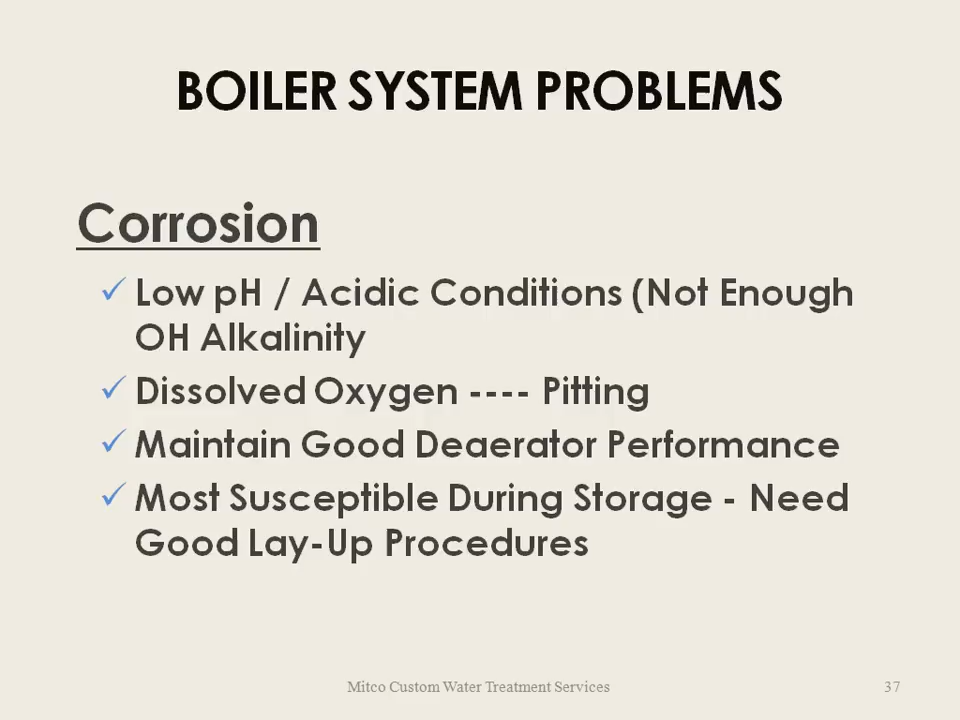 BOILER SYSTEM PROBLEMS
Corrosion
✓ Low pH / Acidic Conditions (Not Enough
OH Alkalinity
✓ Dissolved Oxygen ---- Pitting
✓ Maintain Good Deaerator Performance
✓ Most Susceptible During Storage - Need
Good Lay-Up Procedures
Mitco Custom Water Treatment Services
37